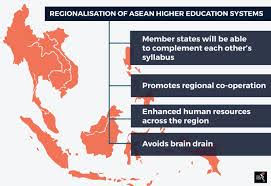 REGIONALISATION OF ASEAN HIGHER EDUCATION SYSTEMS
Member states will be able
to complement each other's
syllabus
Promotes regional co-operation
Enhanced human resources
across the region
Avoids brain drain